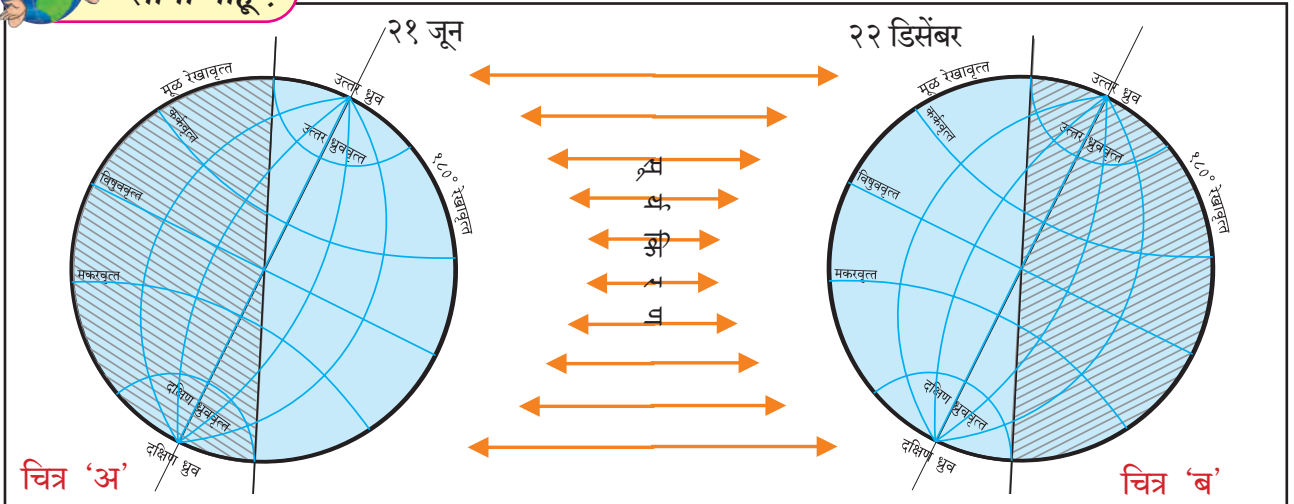 २१ जून
२२ डिसेंबर
मूळ रेखावृत्त
उत्तर ध्रुव
कर्कवृत्त
उत्तर ध्रुववृत्त
१८०° रेखावृत्त
विषुववृत्त
मकरवृत्त
दक्षिण ध्रुववृत्त
दक्षिण ध्रुव
चित्र ‘अ’
सूर्य किरण
मूळ रेखावृत्त
उत्तर ध्रुव
कर्कवृत्त
उत्तर ध्रुववृत्त
१८०° रेखावृत्त
विषुववृत्त
मकरवृत्त
दक्षिण ध्रुववृत्त
दक्षिण ध्रुव
चित्र ‘ब’